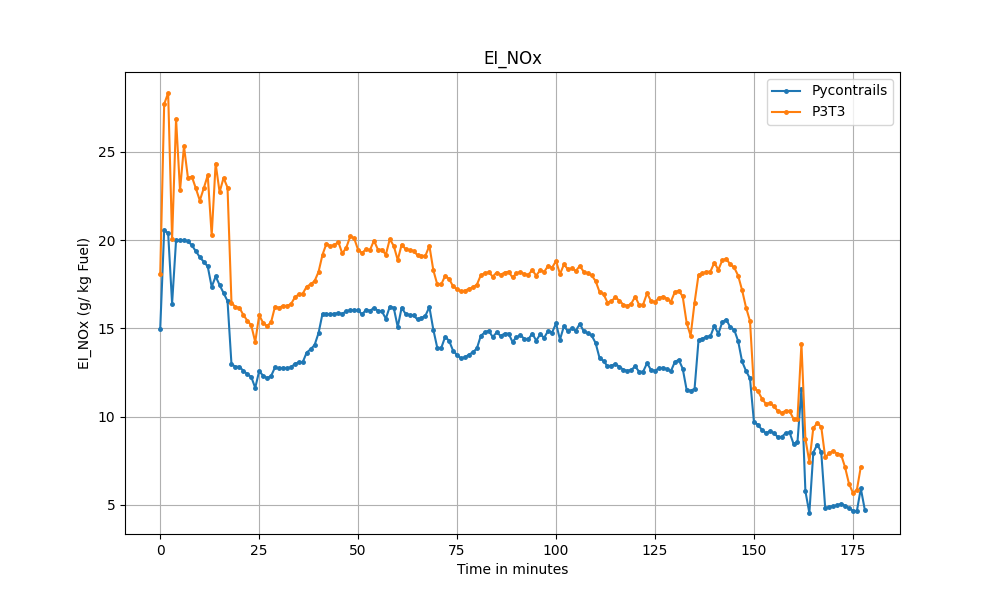 EI_NOx
Pycontrails
P3T3
EI_NOx (g/ kg Fuel)
25
20
15
10
5
0 25 50 75 100 125 150 175
Time in minutes